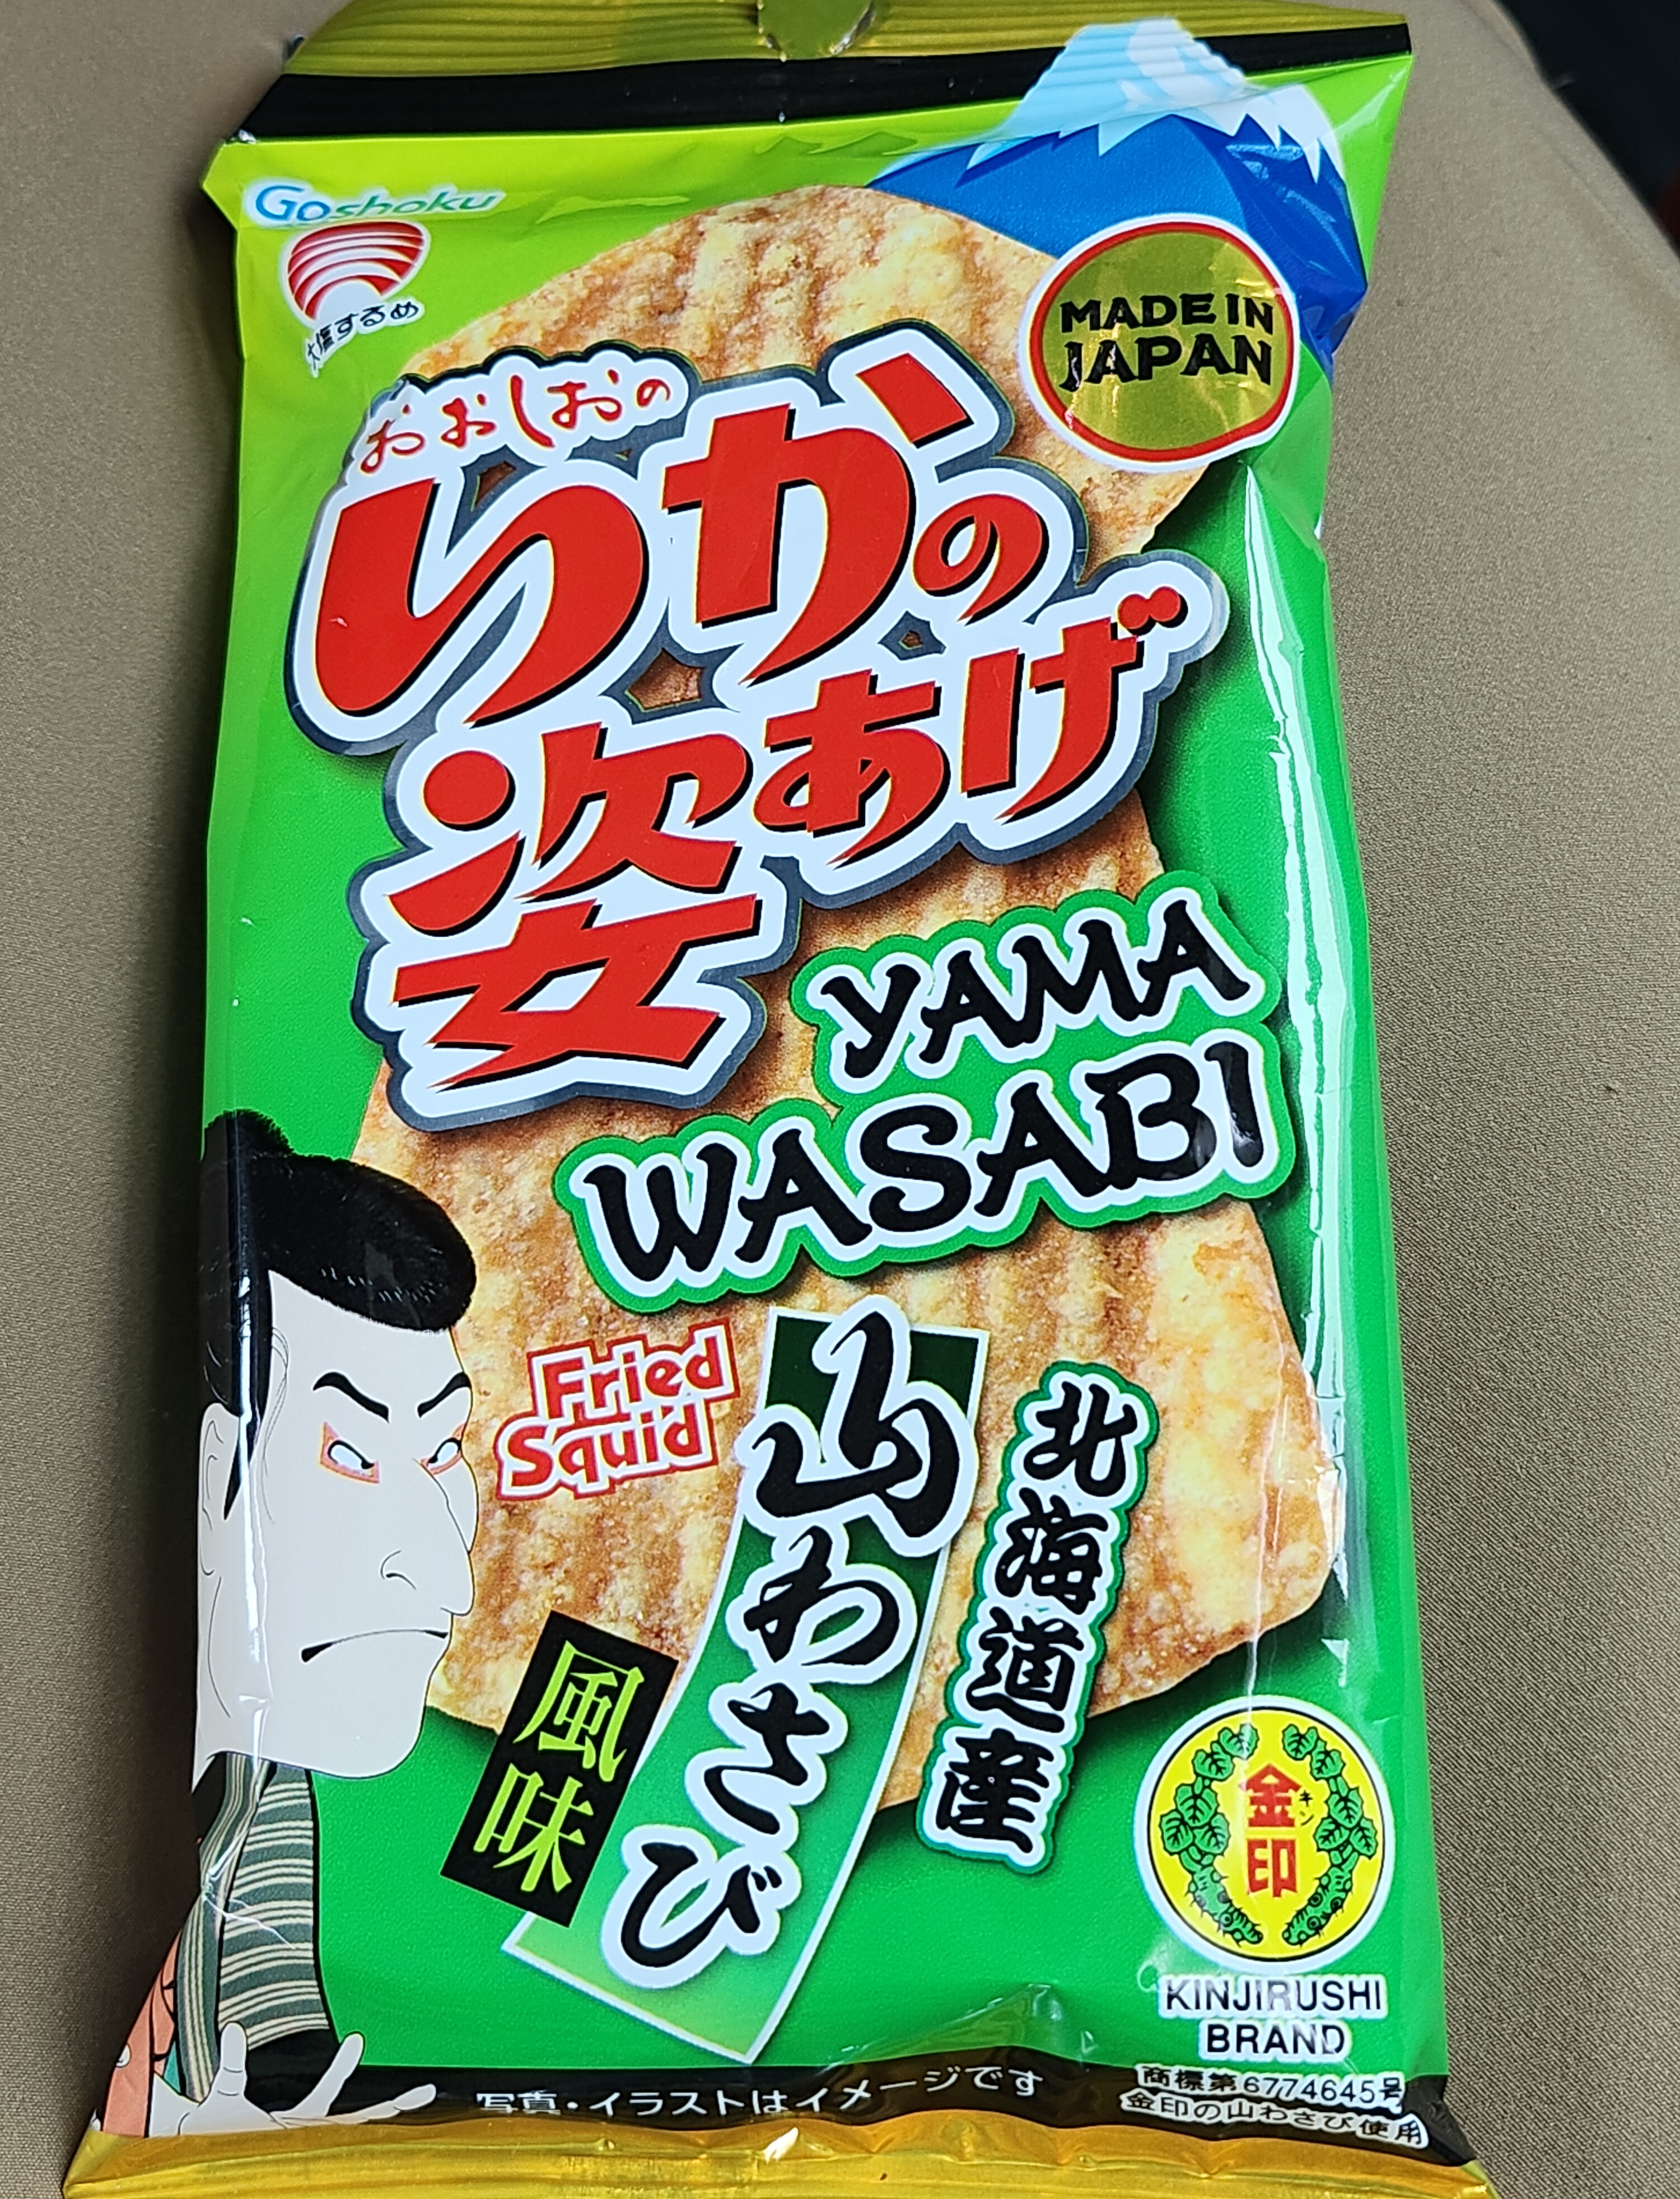 Goshoku
大塩するめ
MADE IN
JAPAN
おおしおの
いかの
姿あげ
YAMA
WASABI
Fried
Squid
北海道産
山わさび
風味
金印
キン
KINJIRUSHI
BRAND
商標第6774645号
金印の山わさび使用
写真・イラストはイメージです